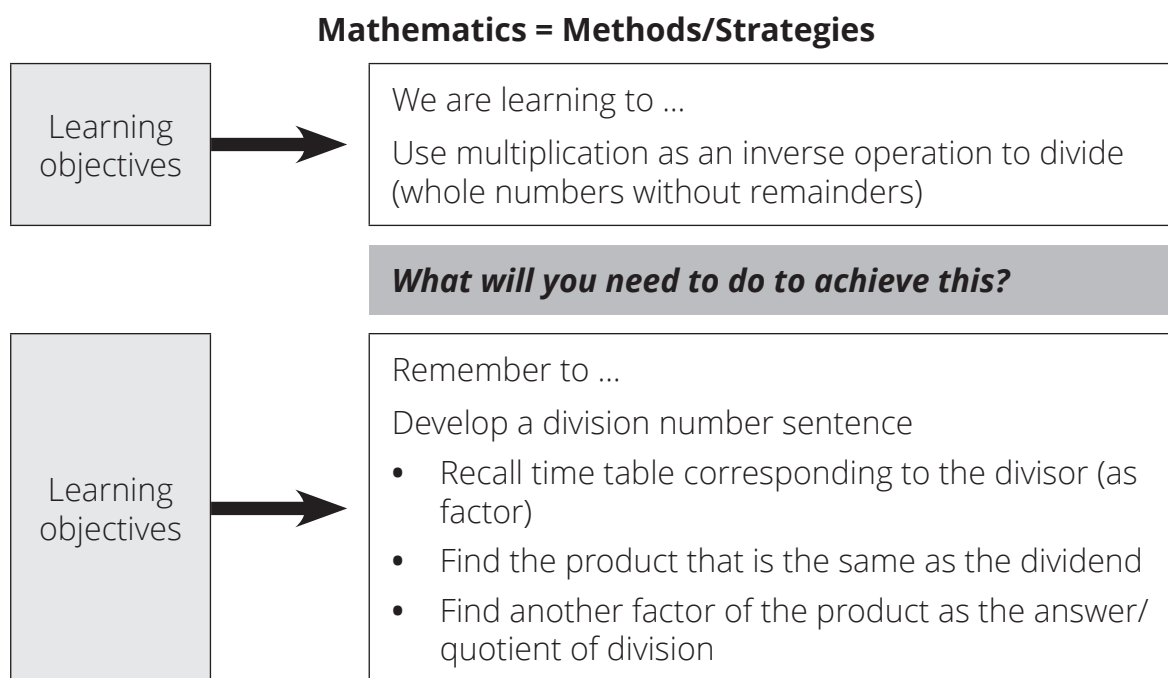 Mathematics = Methods/Strategies
Learning
objectives
We are learning to ...
Use multiplication as an inverse operation to divide
(whole numbers without remainders)
What will you need to do to achieve this?
Learning
objectives
Remember to ...
Develop a division number sentence
• Recall time table corresponding to the divisor (as
factor)
• Find the product that is the same as the dividend
• Find another factor of the product as the answer/
quotient of division